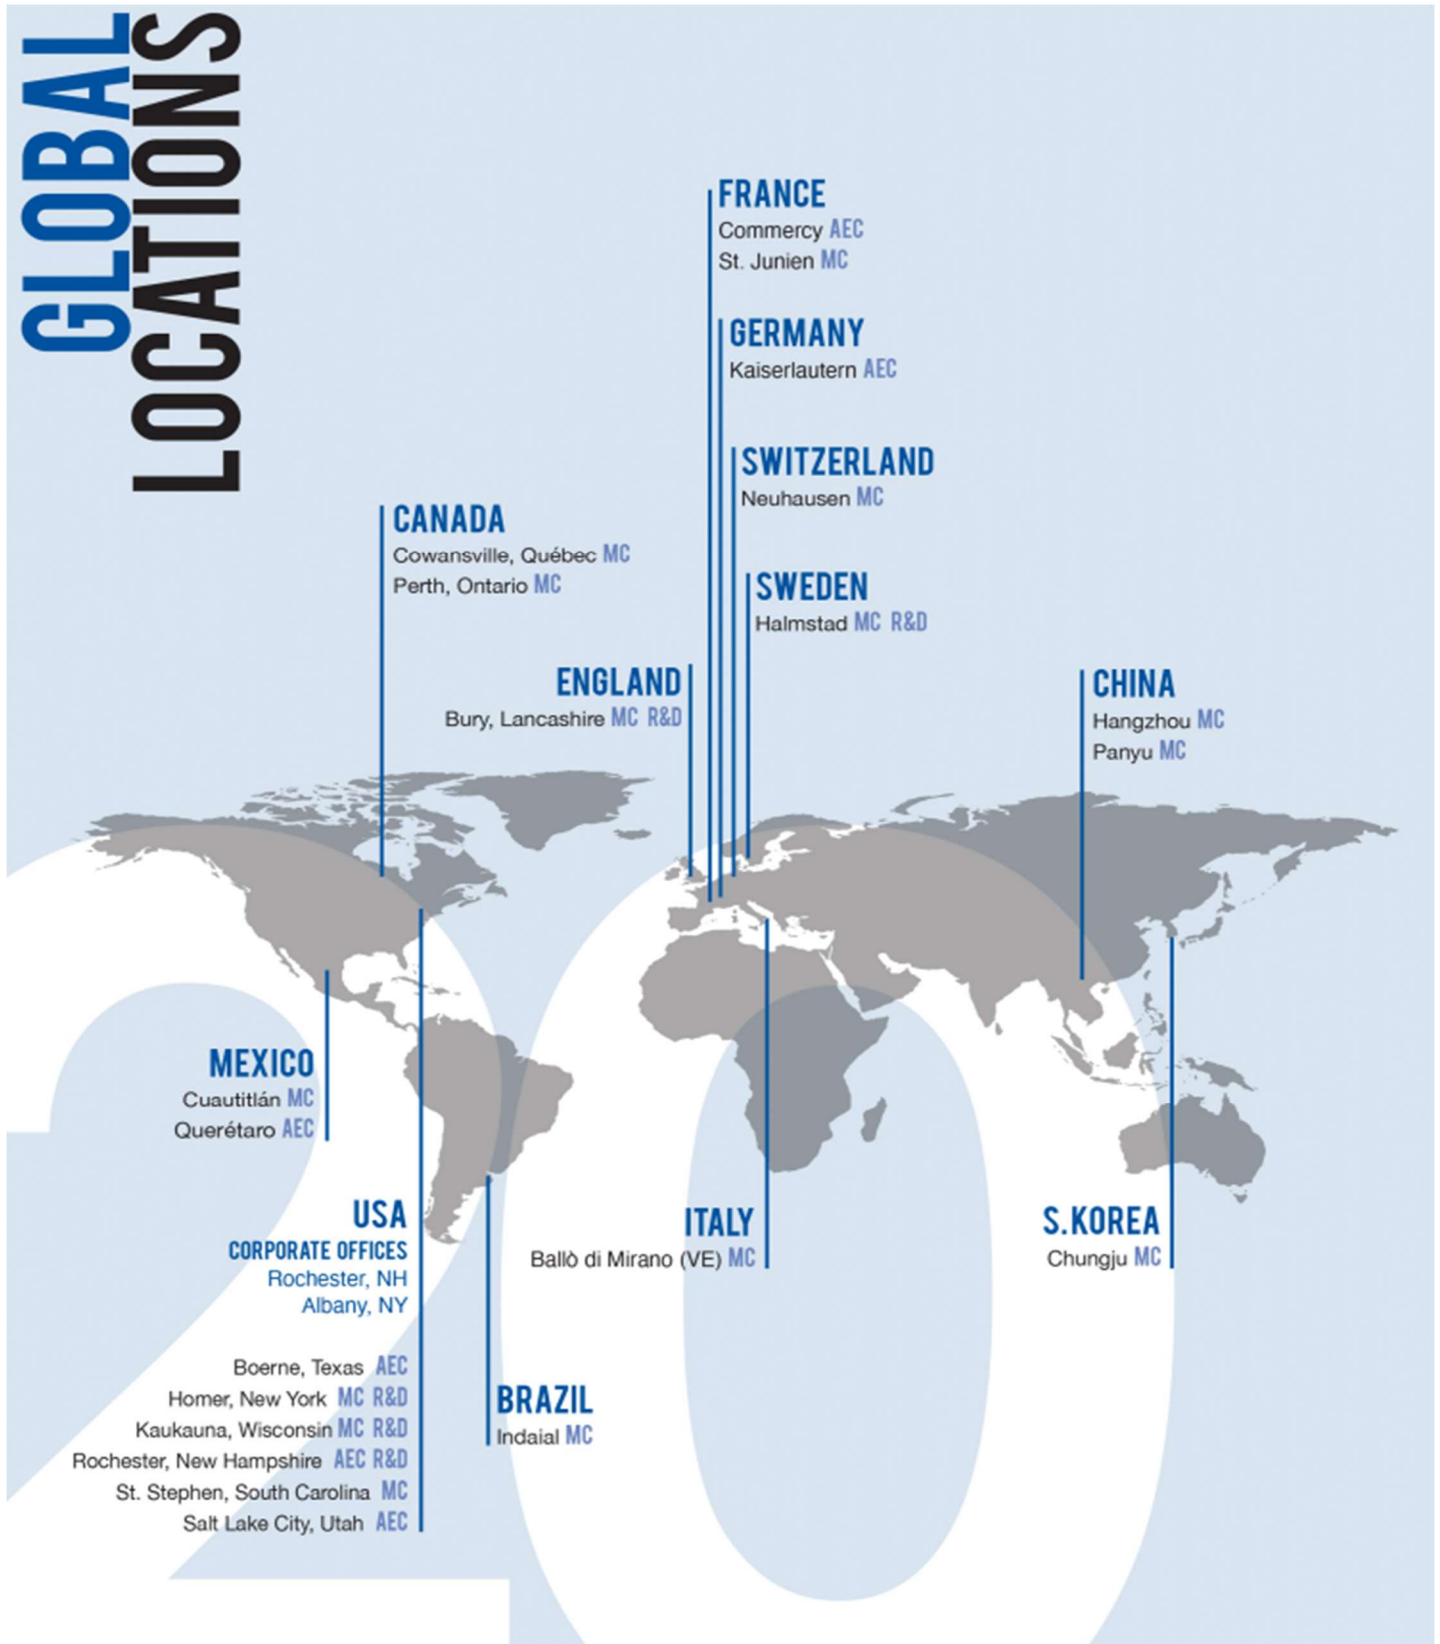 GLOBAL
LOCATIONS
FRANCE
Commercy AEC
St. Junien MC
GERMANY
Kaiserlautern AEC
SWITZERLAND
Neuhausen MC
SWEDEN
Halmstad MC R&D
CANADA
Cowansville, Québec MC
Perth, Ontario MC
ENGLAND
Bury, Lancashire MC R&D
CHINA
Hangzhou MC
Panyu MC
MEXICO
Cuautitlán MC
Querétaro AEC
USA
CORPORATE OFFICES
Rochester, NH
Albany, NY
Boerne, Texas AEC
Homer, New York MC R&D
Kaukauna, Wisconsin MC R&D
Rochester, New Hampshire AEC R&D
St. Stephen, South Carolina MC
Salt Lake City, Utah AEC
BRAZIL
Indaial MC
ITALY
Ballò di Mirano (VE) MC
S.KOREA
Chungju MC
20